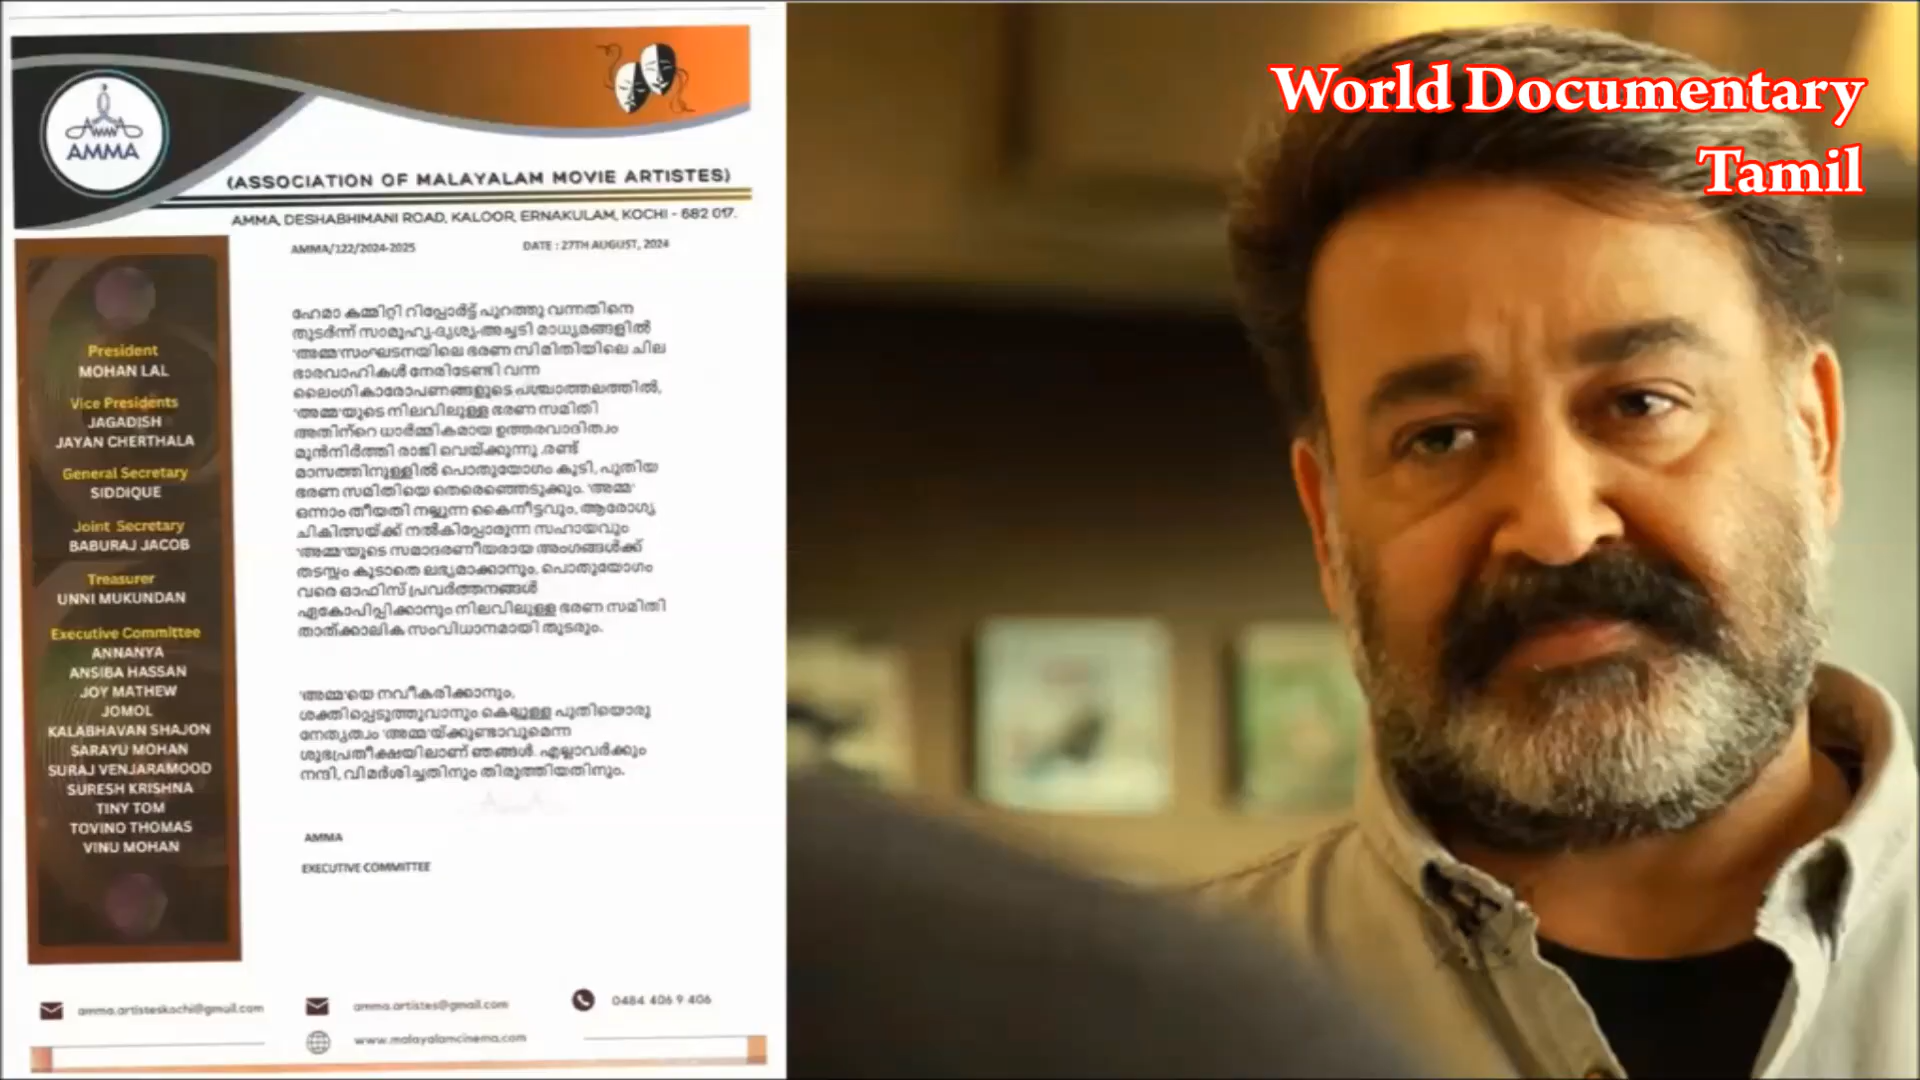 World Documentary
Tamil
AMMA
AMMA
(ASSOCIATION OF MALAYALAM MOVIE ARTISTES)
AMMA, DESHABHIMANI ROAD, KALOOR, ERNAKULAM, KOCHI - 682 017.
AMMA/122/2024-2025
DATE : 27TH AUGUST, 2024
President
MOHAN LAL
Vice Presidents
JAGADISH
JAYAN CHERTHALA
General Secretary
SIDDIQUE
Joint Secretary
BABURAJ JACOB
Treasurer
UNNI MUKUNDAN
Executive Committee
ANNANYA
ANSIBA HASSAN
JOY MATHEW
JOMOL
KALABHAVAN SHAJON
SARAYU MOHAN
SURAJ VENJARAMOOD
SURESH KRISHNA
TINY TOM
TOVINO THOMAS
VINU MOHAN
ഹേമാ കമ്മിറ്റി റിപ്പോർട്ട് പുറത്തു വന്നതിനെ
തുടർന്ന് സാമൂഹ്യ-ദൃശ്യ-അച്ചടി മാധ്യമങ്ങളിൽ
'അമ്മ'സംഘടനയിലെ ഭരണ സിമിതിയിലെ ചില
ഭാരവാഹികൾ നേരിടേണ്ടി വന്ന
ലൈംഗികാരോപണങ്ങളുടെ പശ്ചാത്തലത്തിൽ,
'അമ്മ'യുടെ നിലവിലുള്ള ഭരണ സമിതി
അതിന്റെ ധാർമ്മികമായ ഉത്തരവാദിത്വം
മുൻനിർത്തി രാജി വെയ്ക്കുന്നു .രണ്ട്
മാസത്തിനുള്ളിൽ പൊതുയോഗം കൂടി, പുതിയ
ഭരണ സമിതിയെ തെരെഞ്ഞെടുക്കും. 'അമ്മ'
ഒന്നാം തീയതി നല്കുന്ന കൈനീട്ടവും, ആരോഗ്യ
ചികിത്സയ്ക്ക് നൽകിപ്പോരുന്ന സഹായവും
'അമ്മ'യുടെ സമാദരണീയരായ അംഗങ്ങൾക്ക്
തടസ്സം കൂടാതെ ലഭ്യമാക്കാനും, പൊതുയോഗം
വരെ ഓഫിസ് പ്രവർത്തനങ്ങൾ
ഏകോപിപ്പിക്കാനും നിലവിലുള്ള ഭരണ സമിതി
താത്ക്കാലിക സംവിധാനമായി തുടരും.
'അമ്മ'യെ നവീകരിക്കാനും,
ശക്തിപ്പെടുത്തുവാനും കെല്പുള്ള പുതിയൊരു
നേതൃത്വം 'അമ്മ'യ്ക്കുണ്ടാവുമെന്ന
ശുഭപ്രതീക്ഷയിലാണ് ഞങ്ങൾ. എല്ലാവർക്കും
നന്ദി, വിമർശിച്ചതിനും തിരുത്തിയതിനും.
AMMA
EXECUTIVE COMMITTEE
amma.artisteskochi@gmail.com
amma.artistes@gmail.com
0484 406 9 406
www.malayalamcinema.com